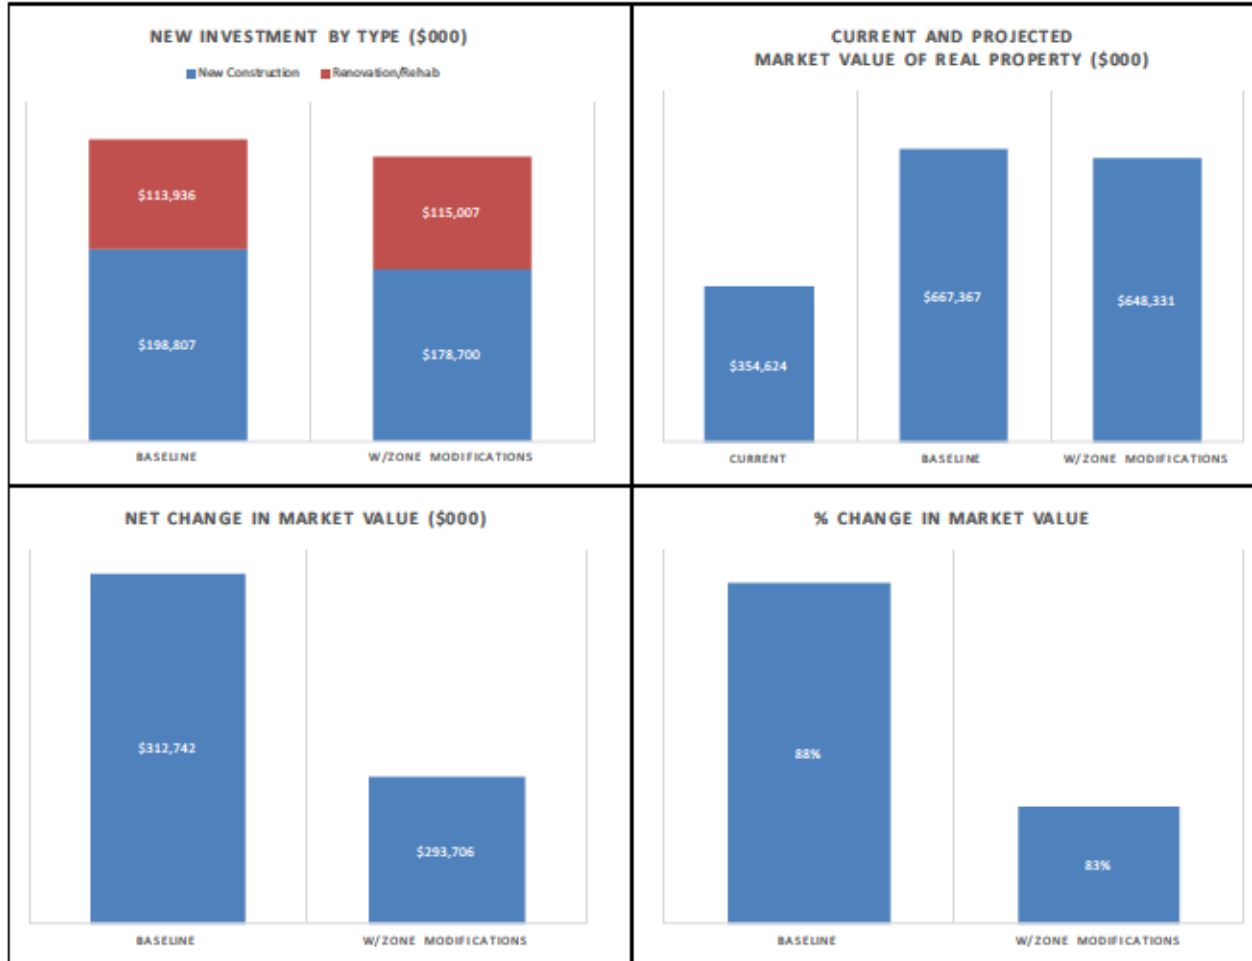 NEW INVESTMENT BY TYPE ($000)
New Construction Renovation/Rehab
$113,936
$115,007
$198,807
$178,700
BASELINE W/ZONE MODIFICATIONS
CURRENT AND PROJECTED
MARKET VALUE OF REAL PROPERTY ($000)
$667,367
$648,331
$354,624
CURRENT BASELINE W/ZONE MODIFICATIONS
NET CHANGE IN MARKET VALUE ($000)
$312,742
$293,706
BASELINE W/ZONE MODIFICATIONS
% CHANGE IN MARKET VALUE
88%
83%
BASELINE W/ZONE MODIFICATIONS